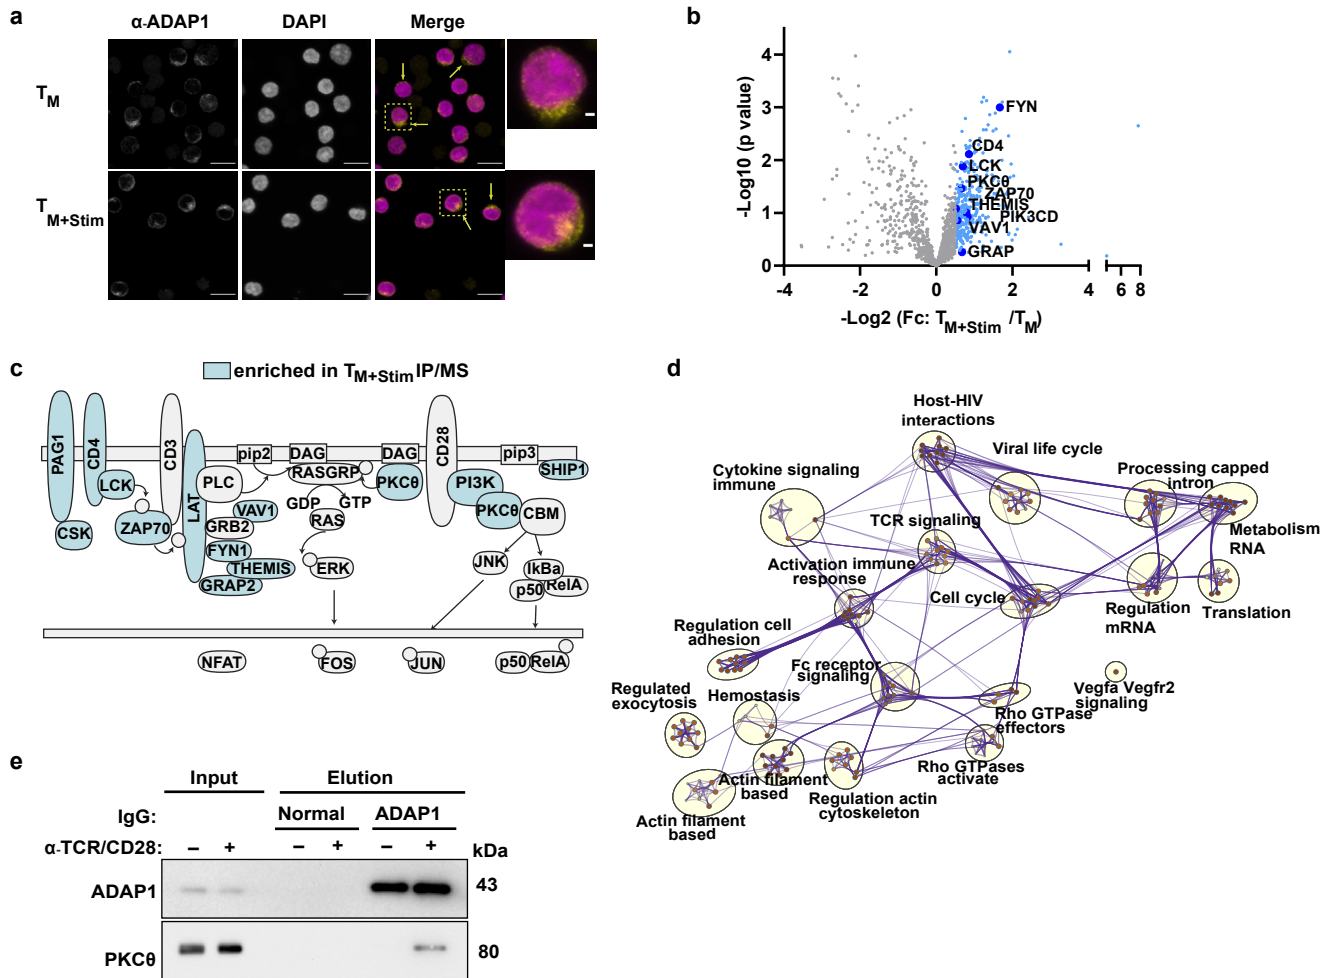 a
α-ADAP1
DAPI
Merge
TM
TM+Stim
b
-Log10 (p value)
4
3
2
1
0
FYN
CD4
LCK
PKCθ
ZAP70
THEMIS
PIK3CD
VAV1
GRAP
-4
-2
0
2
4
6
8
-Log2 (Fc: TM+Stim /TM)
c
enriched in TM+Stim IP/MS
PAG1
CD4
CD3
LAT
CD28
LCK
CSK
ZAP70
pip2
DAG
DAG
pip3
PLC
RASGRP
PKCθ
SHIP1
PI3K
VAV1
GDP
GTP
PKCθ
CBM
GRB2
RAS
FYN1
THEMIS
GRAP2
ERK
JNK
IkBa
p50
RelA
NFAT
FOS
JUN
p50
RelA
d
Host-HIV
interactions
Viral life cycle
Cytokine signaling
immune
Processing capped
intron
TCR signaling
Metabolism
RNA
Activation immune
response
Cell cycle
Regulation
mRNA
Translation
Regulation cell
adhesion
Fc receptor
signaling
Regulated
exocytosis
Hemostasis
Vegfa Vegfr2
signaling
Rho GTPase
effectors
Rho GTPases
activate
Actin filament
based
Regulation actin
cytoskeleton
Actin filament
based
e
Input
Elution
IgG:
Normal
ADAP1
α-TCR/CD28:
– + – + – +
kDa
ADAP1
43
PKCθ
80